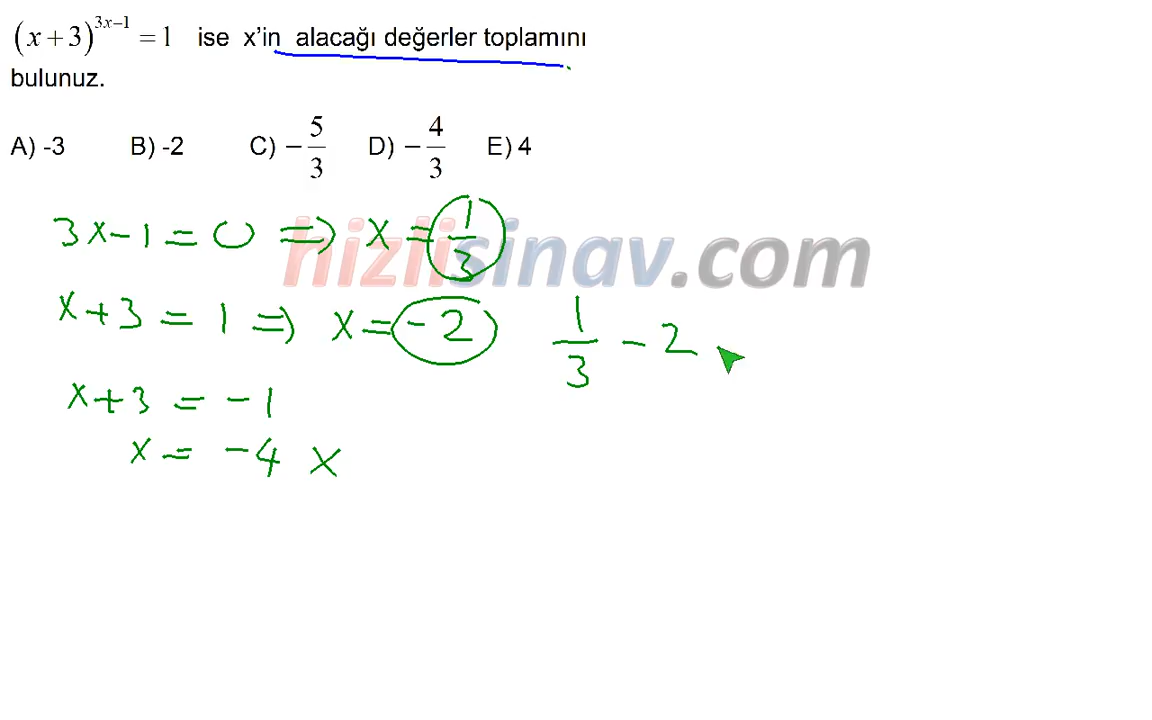 (x+3)^{3x-1} = 1 ise x'in alacağı değerler toplamını
bulunuz.
A) -3 B) -2 C) -5/3 D) -4/3 E) 4
3x-1 = 0 ⇒ x = 1/3
hizlisinav.com
x+3 = 1 ⇒ x = -2 1/3 - 2
x+3 = -1
x = -4 x